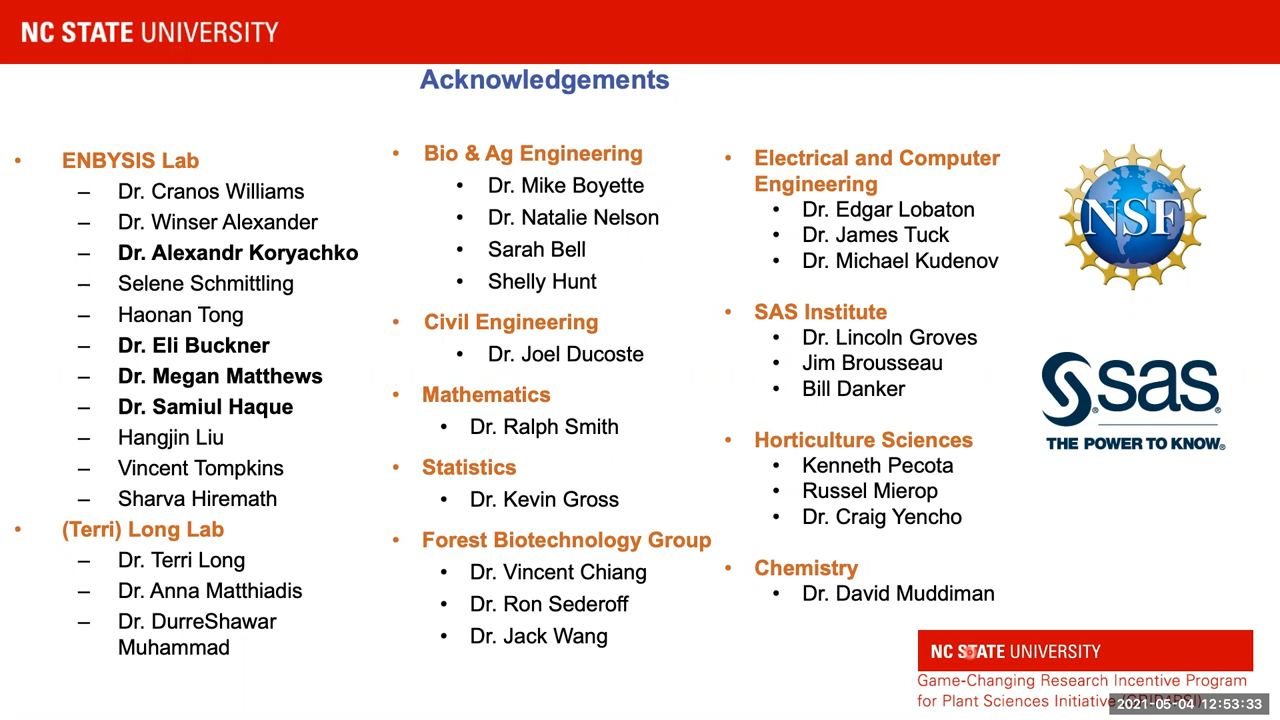 NC STATE UNIVERSITY
Acknowledgements
• ENBYSIS Lab
– Dr. Cranos Williams
– Dr. Winser Alexander
– Dr. Alexandr Koryachko
– Selene Schmittling
– Haonan Tong
– Dr. Eli Buckner
– Dr. Megan Matthews
– Dr. Samiul Haque
– Hangjin Liu
– Vincent Tompkins
– Sharva Hiremath
• (Terri) Long Lab
– Dr. Terri Long
– Dr. Anna Matthiadis
– Dr. DurreShawar
Muhammad
• Bio & Ag Engineering
• Dr. Mike Boyette
• Dr. Natalie Nelson
• Sarah Bell
• Shelly Hunt
• Civil Engineering
• Dr. Joel Ducoste
• Mathematics
• Dr. Ralph Smith
• Statistics
• Dr. Kevin Gross
• Forest Biotechnology Group
• Dr. Vincent Chiang
• Dr. Ron Sederoff
• Dr. Jack Wang
• Electrical and Computer
Engineering
• Dr. Edgar Lobaton
• Dr. James Tuck
• Dr. Michael Kudenov
• SAS Institute
• Dr. Lincoln Groves
• Jim Brousseau
• Bill Danker
• Horticulture Sciences
• Kenneth Pecota
• Russel Mierop
• Dr. Craig Yencho
• Chemistry
• Dr. David Muddiman
NSF
sas
THE POWER TO KNOW.
NC STATE UNIVERSITY
Game-Changing Research Incentive Program
for Plant Sciences Initiative
2021-05-04 12:53:33